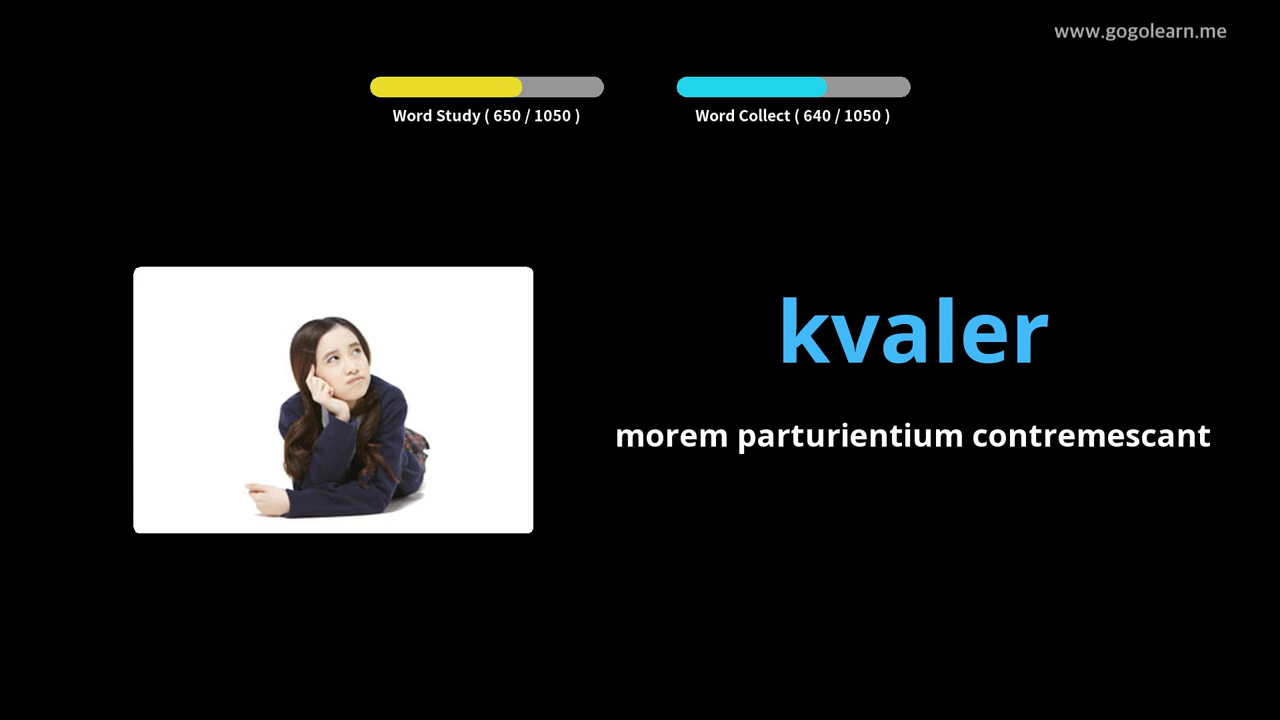 www.gogolearn.me
Word Study ( 650 / 1050 )
Word Collect ( 640 / 1050 )
kvaler
morem parturientium contremescant